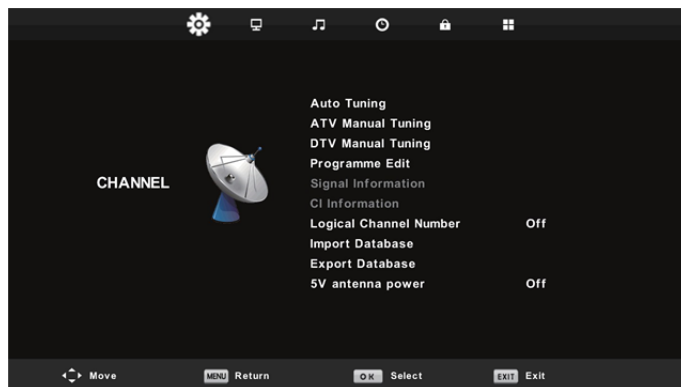 CHANNEL
Auto Tuning
ATV Manual Tuning
DTV Manual Tuning
Programme Edit
Signal Information
CI Information
Logical Channel Number Off
Import Database
Export Database
5V antenna power Off
Move MENU Return OK Select EXIT Exit